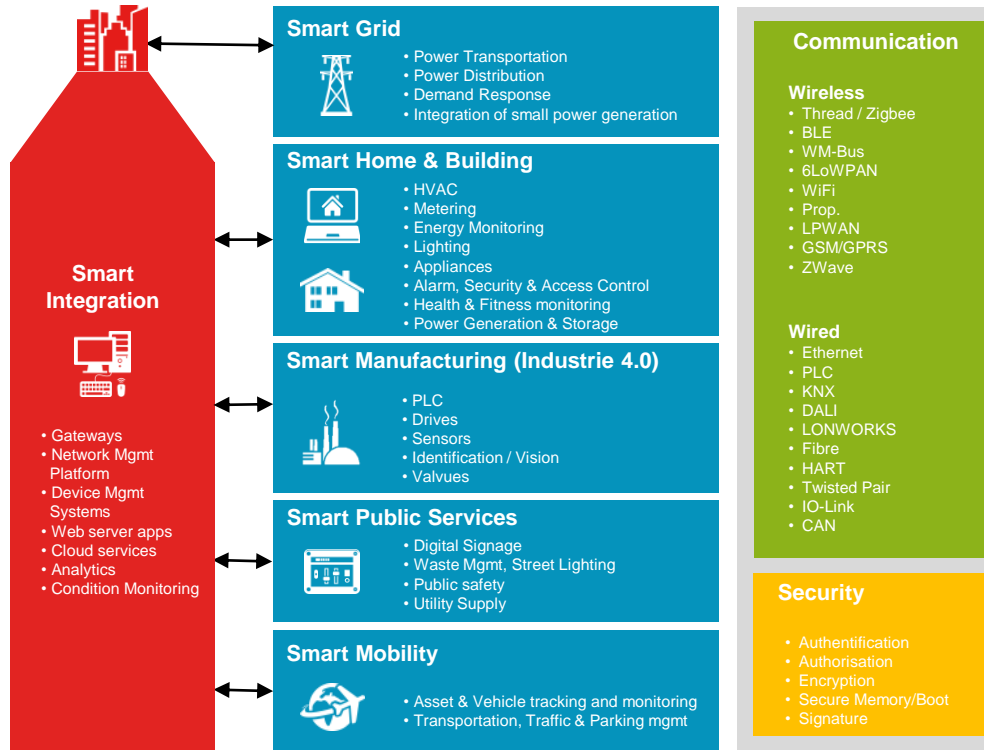 Smart
Integration
• Gateways
• Network Mgmt
Platform
• Device Mgmt
Systems
• Web server apps
• Cloud services
• Analytics
• Condition Monitoring
Smart Grid
• Power Transportation
• Power Distribution
• Demand Response
• Integration of small power generation
Smart Home & Building
• HVAC
• Metering
• Energy Monitoring
• Lighting
• Appliances
• Alarm, Security & Access Control
• Health & Fitness monitoring
• Power Generation & Storage
Smart Manufacturing (Industrie 4.0)
• PLC
• Drives
• Sensors
• Identification / Vision
• Valvues
Smart Public Services
• Digital Signage
• Waste Mgmt, Street Lighting
• Public safety
• Utility Supply
Smart Mobility
• Asset & Vehicle tracking and monitoring
• Transportation, Traffic & Parking mgmt
Communication
Wireless
• Thread / Zigbee
• BLE
• WM-Bus
• 6LoWPAN
• WiFi
• Prop.
• LPWAN
• GSM/GPRS
• ZWave
Wired
• Ethernet
• PLC
• KNX
• DALI
• LONWORKS
• Fibre
• HART
• Twisted Pair
• IO-Link
• CAN
Security
• Authentification
• Authorisation
• Encryption
• Secure Memory/Boot
• Signature